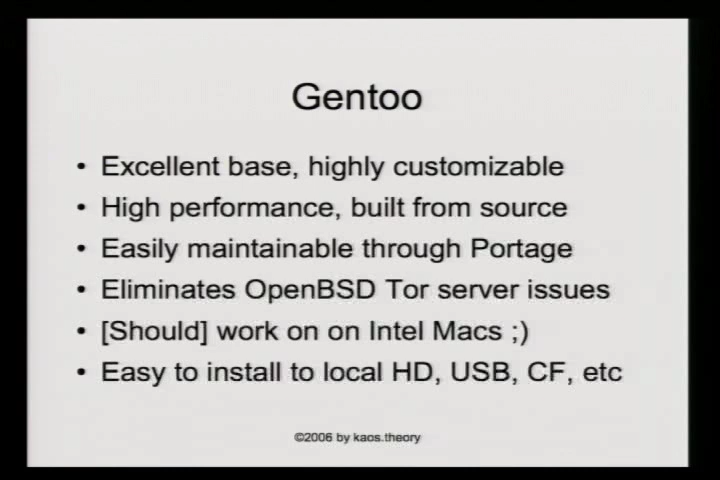 Gentoo
• Excellent base, highly customizable
• High performance, built from source
• Easily maintainable through Portage
• Eliminates OpenBSD Tor server issues
• [Should] work on on Intel Macs ;)
• Easy to install to local HD, USB, CF, etc
©2006 by kaos.theory